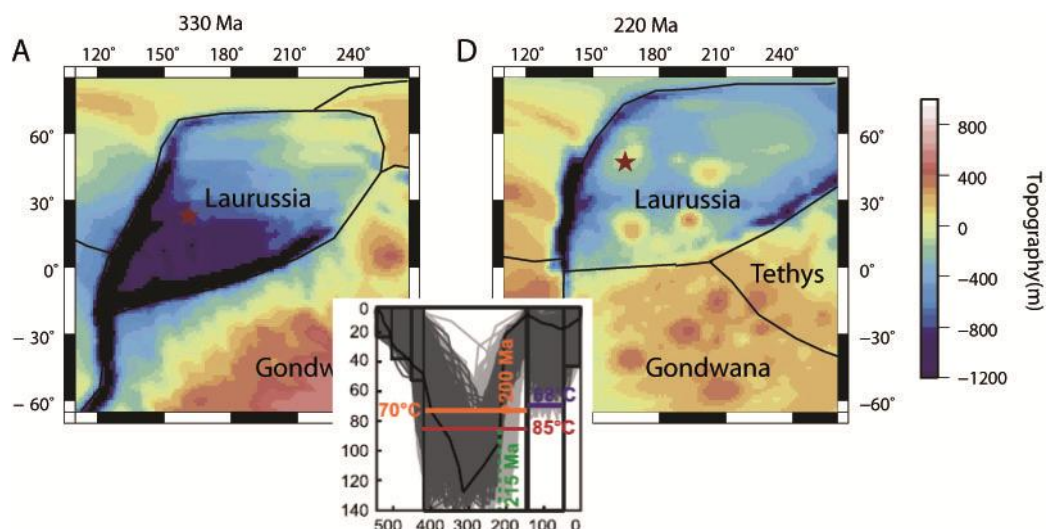 330 Ma
220 Ma
A
120° 150° 180° 210° 240°
D
120° 150° 180° 210° 240°
60°
30°
0°
−30°
−60°
Laurussia
Gondw
60°
30°
0°
−30°
−60°
Laurussia
Tethys
Gondwana
800
400
0
−400
−800
−1200
Topography(m)
0
20
40
60
80
100
120
140
70°C
200 Ma
68°C
85°C
215 Ma
500 400 300 200 100 0